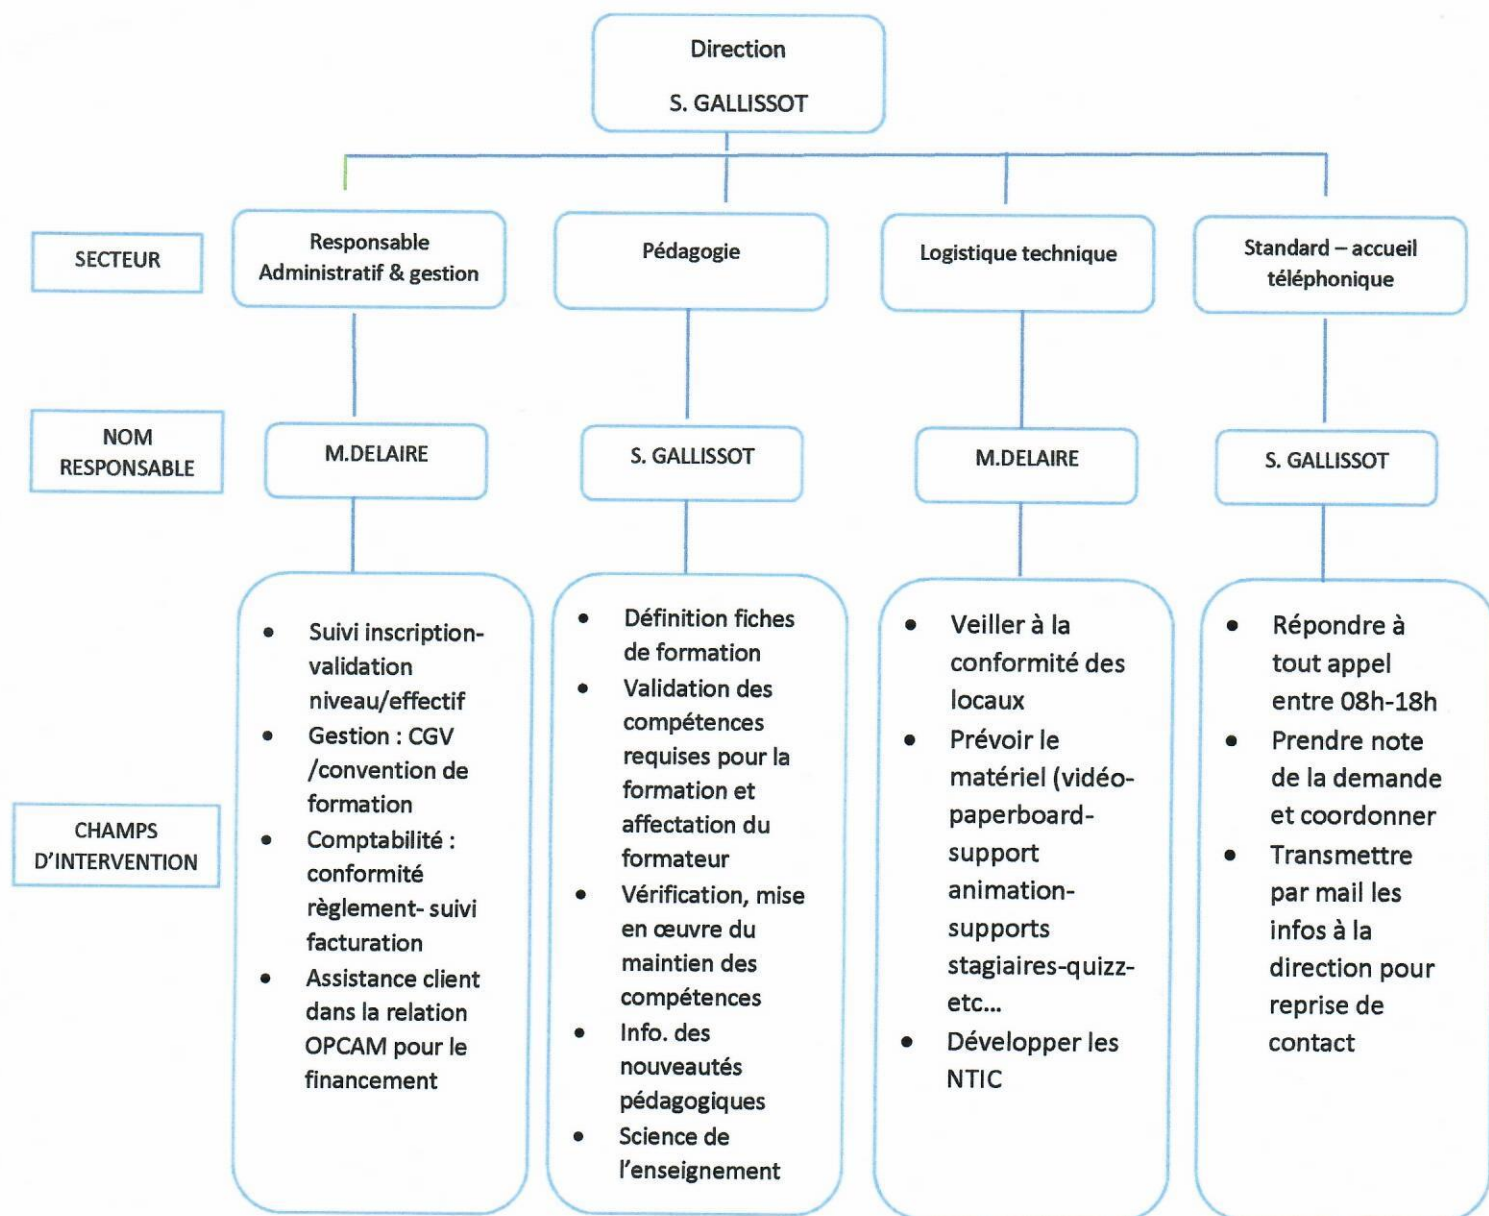 Direction
S. GALLISSOT
SECTEUR
Responsable
Administratif & gestion
Pédagogie
Logistique technique
Standard – accueil
téléphonique
NOM
RESPONSABLE
M.DELAIRE
S. GALLISSOT
M.DELAIRE
S. GALLISSOT
CHAMPS
D'INTERVENTION
• Suivi inscription-
validation
niveau/effectif
• Gestion : CGV
/convention de
formation
• Comptabilité :
conformité
règlement- suivi
facturation
• Assistance client
dans la relation
OPCAM pour le
financement
• Définition fiches
de formation
• Validation des
compétences
requises pour la
formation et
affectation du
formateur
• Vérification, mise
en œuvre du
maintien des
compétences
• Info. des
nouveautés
pédagogiques
• Science de
l'enseignement
• Veiller à la
conformité des
locaux
• Prévoir le
matériel (vidéo-
paperboard-
support
animation-
supports
stagiaires-quizz-
etc...
• Développer les
NTIC
• Répondre à
tout appel
entre 08h-18h
• Prendre note
de la demande
et coordonner
• Transmettre
par mail les
infos à la
direction pour
reprise de
contact